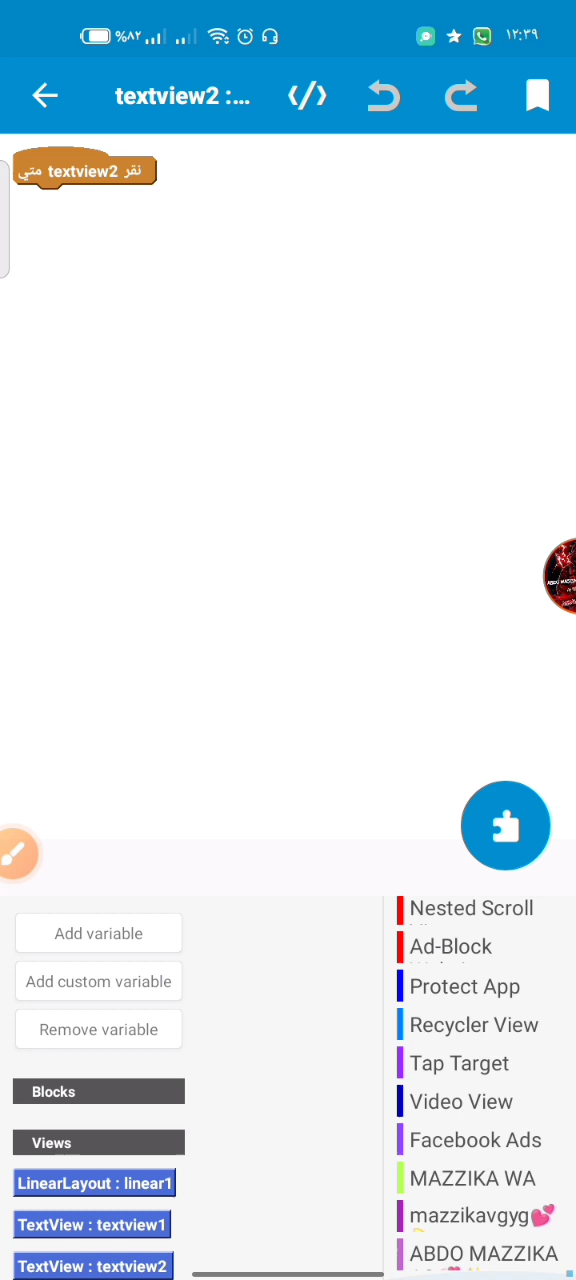 %٨٢ ١٢:٣٩
textview2 :...
متي textview2 نقر
Add variable
Add custom variable
Remove variable
Blocks
Views
LinearLayout : linear1
TextView : textview1
TextView : textview2
Nested Scroll
Ad-Block
Protect App
Recycler View
Tap Target
Video View
Facebook Ads
MAZZIKA WA
mazzikavgyg💕
ABDO MAZZIKA